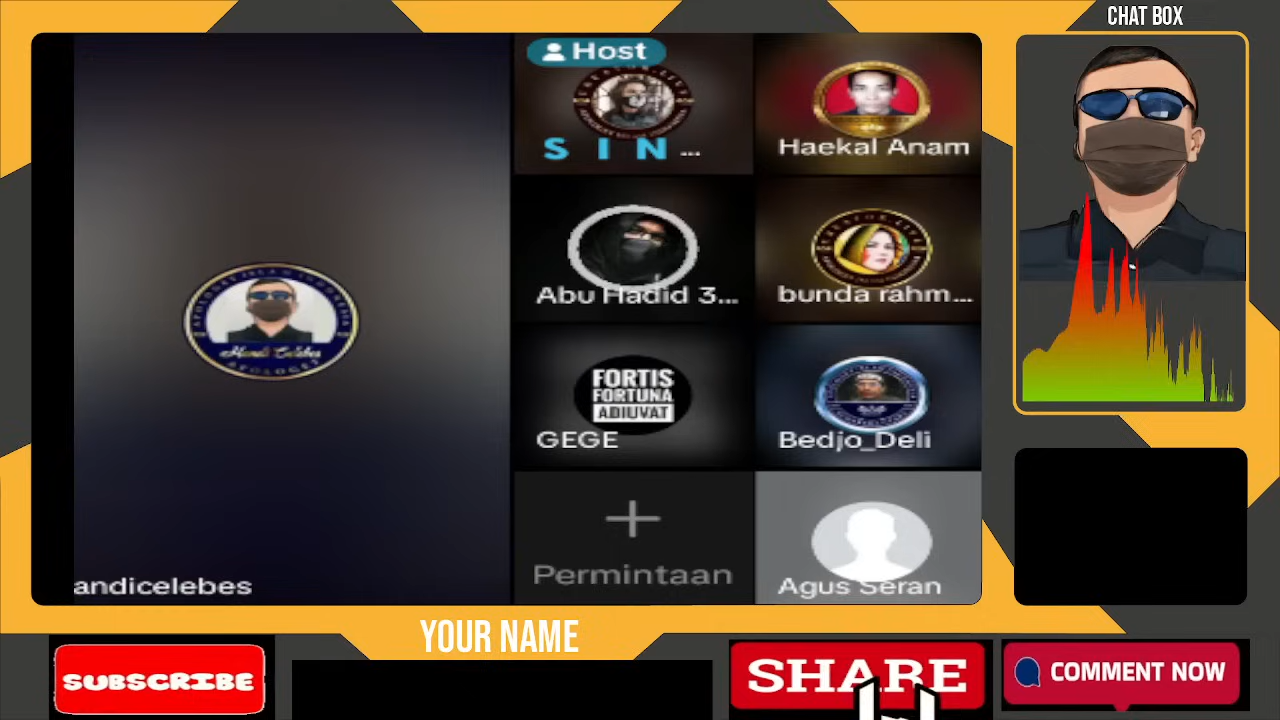 CHAT BOX
Host
S I N ...
Haekal Anam
Abu Hadid 3...
bunda rahm...
FORTIS
FORTUNA
ADIUVAT
GEGE
Bedjo_Deli
Permintaan
Agus Seran
andicelebes
APOLOGET
YOUR NAME
SUBSCRIBE
SHARE
COMMENT NOW